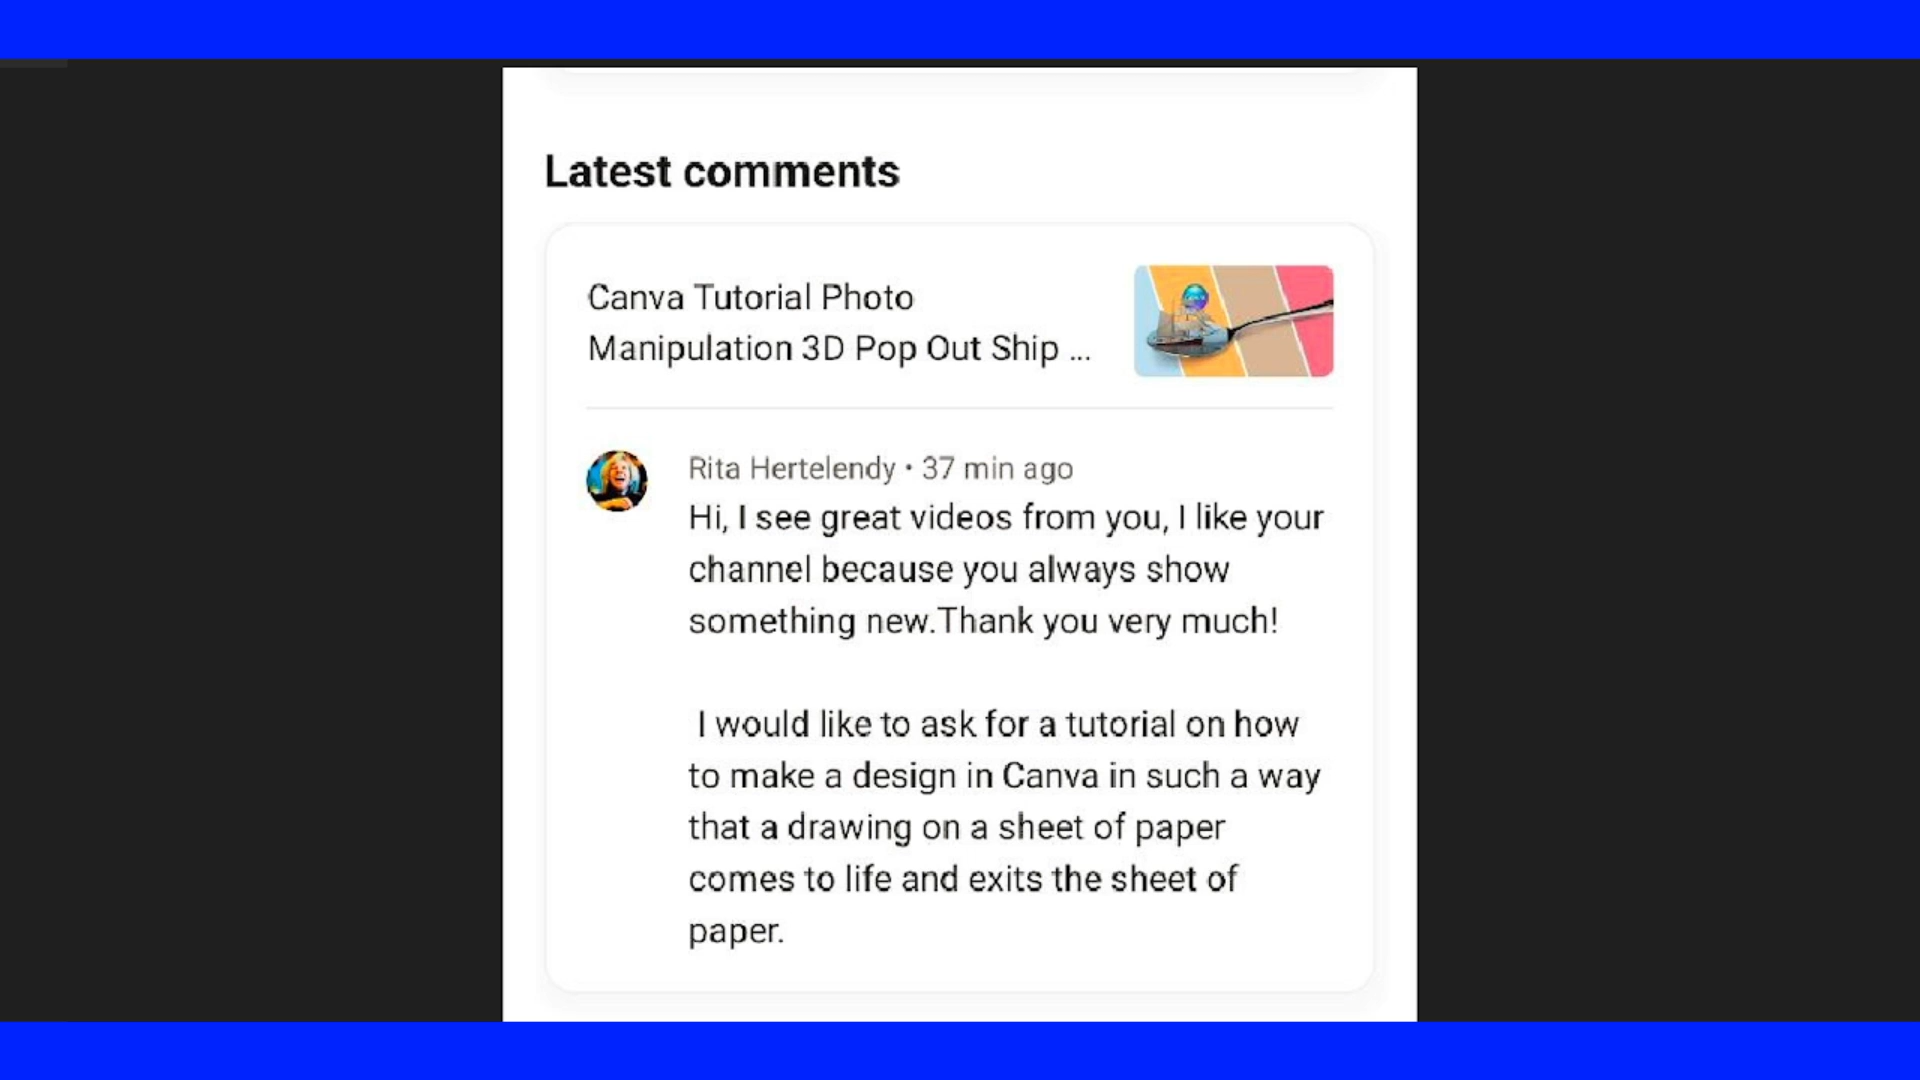 Latest comments
Canva Tutorial Photo
Manipulation 3D Pop Out Ship ...
Rita Hertelendy • 37 min ago
Hi, I see great videos from you, I like your
channel because you always show
something new.Thank you very much!
I would like to ask for a tutorial on how
to make a design in Canva in such a way
that a drawing on a sheet of paper
comes to life and exits the sheet of
paper.